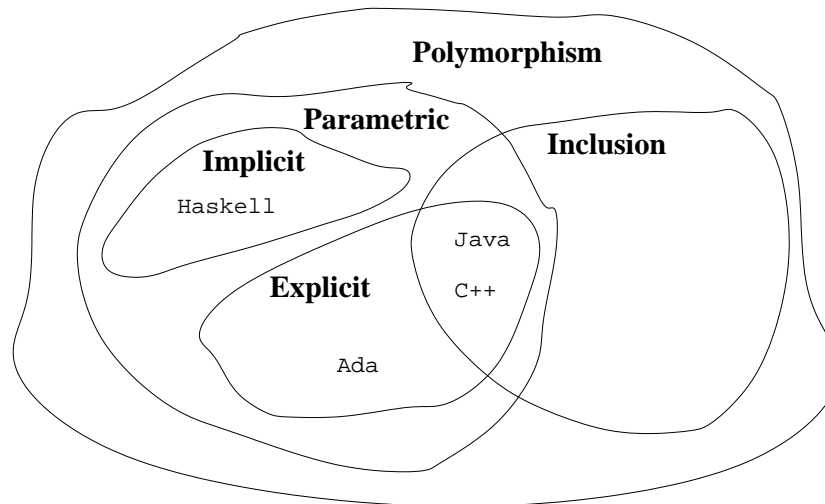 Polymorphism
Parametric
Inclusion
Implicit
Haskell
Java
Explicit
C++
Ada